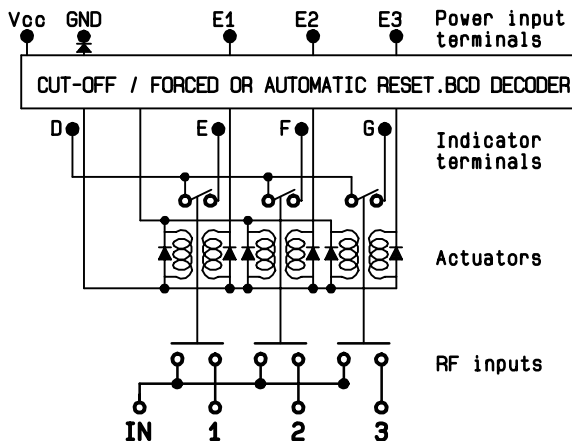 Vcc GND E1 E2 E3 Power input
terminals
CUT-OFF / FORCED OR AUTOMATIC RESET.BCD DECODER
D E F G Indicator
terminals
Actuators
RF inputs
IN 1 2 3